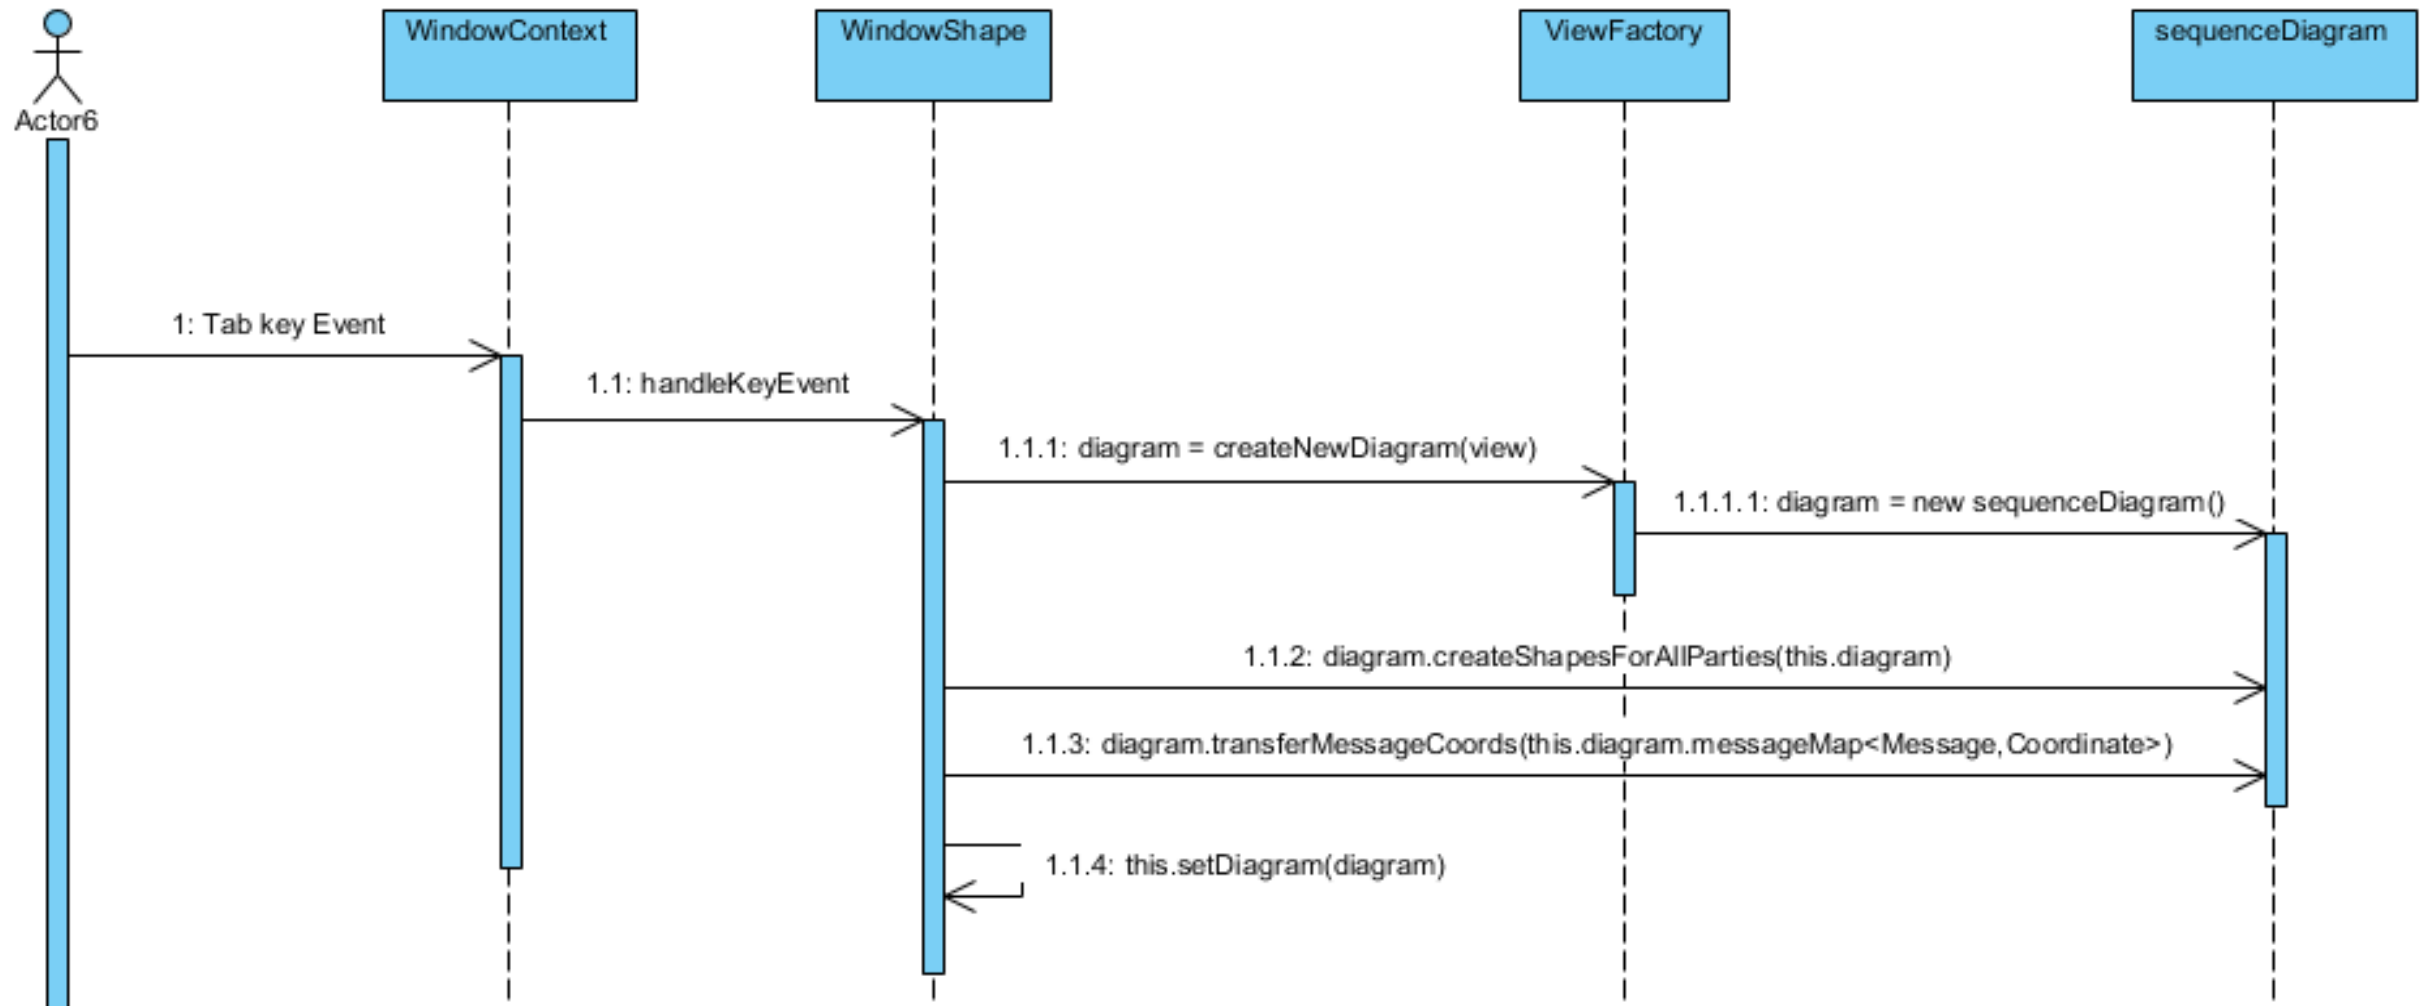 WindowContext
WindowShape
ViewFactory
sequenceDiagram
Actor6
1: Tab key Event
1.1: handleKeyEvent
1.1.1: diagram = createNewDiagram(view)
1.1.1.1: diagram = new sequenceDiagram()
1.1.2: diagram.createShapesForAllParties(this.diagram)
1.1.3: diagram.transferMessageCoords(this.diagram.messageMap<Message,Coordinate>)
1.1.4: this.setDiagram(diagram)